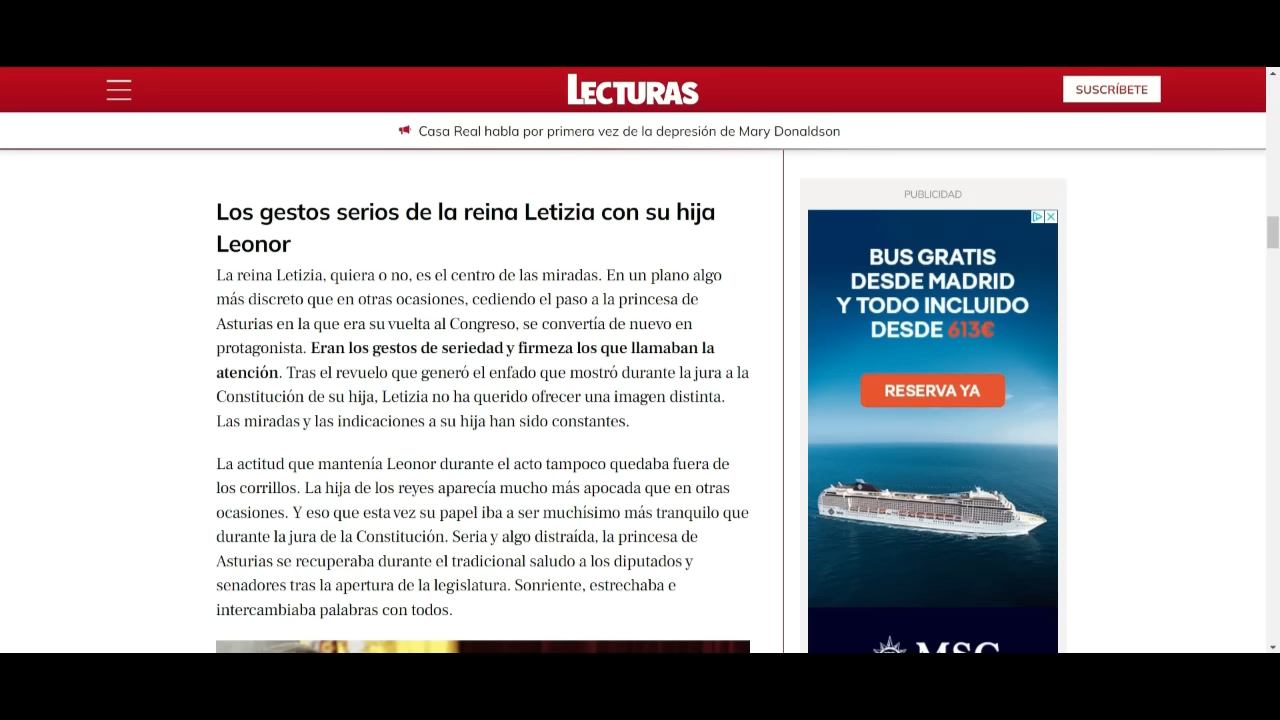 LECTURAS
SUSCRÍBETE
Casa Real habla por primera vez de la depresión de Mary Donaldson
Los gestos serios de la reina Letizia con su hija
Leonor
La reina Letizia, quiera o no, es el centro de las miradas. En un plano algo
más discreto que en otras ocasiones, cediendo el paso a la princesa de
Asturias en la que era su vuelta al Congreso, se convertía de nuevo en
protagonista. Eran los gestos de seriedad y firmeza los que llamaban la
atención. Tras el revuelo que generó el enfado que mostró durante la jura a la
Constitución de su hija, Letizia no ha querido ofrecer una imagen distinta.
Las miradas y las indicaciones a su hija han sido constantes.
La actitud que mantenía Leonor durante el acto tampoco quedaba fuera de
los corrillos. La hija de los reyes aparecía mucho más apocada que en otras
ocasiones. Y eso que esta vez su papel iba a ser muchísimo más tranquilo que
durante la jura de la Constitución. Seria y algo distraída, la princesa de
Asturias se recuperaba durante el tradicional saludo a los diputados y
senadores tras la apertura de la legislatura. Sonriente, estrechaba e
intercambiaba palabras con todos.
PUBLICIDAD
BUS GRATIS
DESDE MADRID
Y TODO INCLUIDO
DESDE 613€
RESERVA YA
MSC